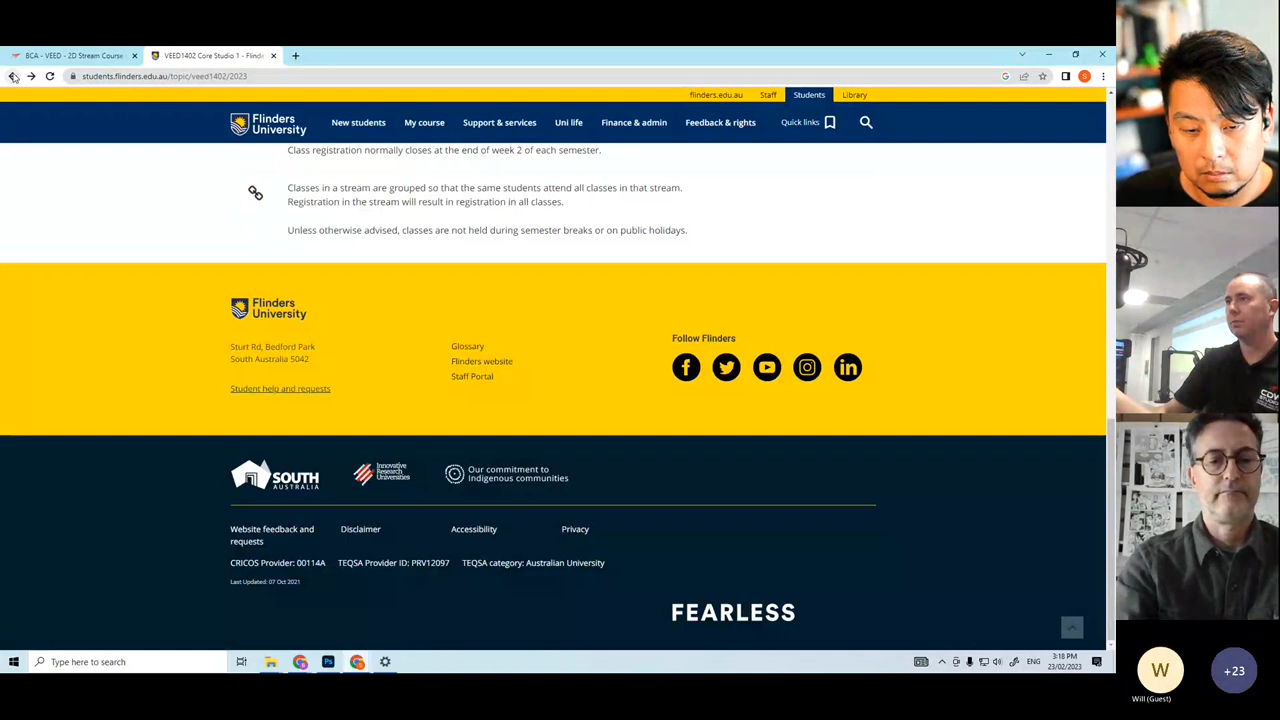 BCA - VEED - 2D Stream Course
VEED1402 Core Studio 1 - Flinde
students.flinders.edu.au/topic/veed1402/2023
S
flinders.edu.au
Staff
Students
Library
Flinders
University
New students
My course
Support & services
Uni life
Finance & admin
Feedback & rights
Quick links
Class registration normally closes at the end of week 2 of each semester.
Classes in a stream are grouped so that the same students attend all classes in that stream.
Registration in the stream will result in registration in all classes.
Unless otherwise advised, classes are not held during semester breaks or on public holidays.
Flinders
University
Sturt Rd, Bedford Park
South Australia 5042
Student help and requests
Glossary
Flinders website
Staff Portal
Follow Flinders
SOUTH
AUSTRALIA
Innovative
Research
Universities
Our commitment to
Indigenous communities
Website feedback and
requests
Disclaimer
Accessibility
Privacy
CRICOS Provider: 00114A
TEQSA Provider ID: PRV12097
TEQSA category: Australian University
Last Updated: 07 Oct 2021
FEARLESS
Type here to search
Ps
ENG
3:18 PM
23/02/2023
W
Will (Guest)
+23